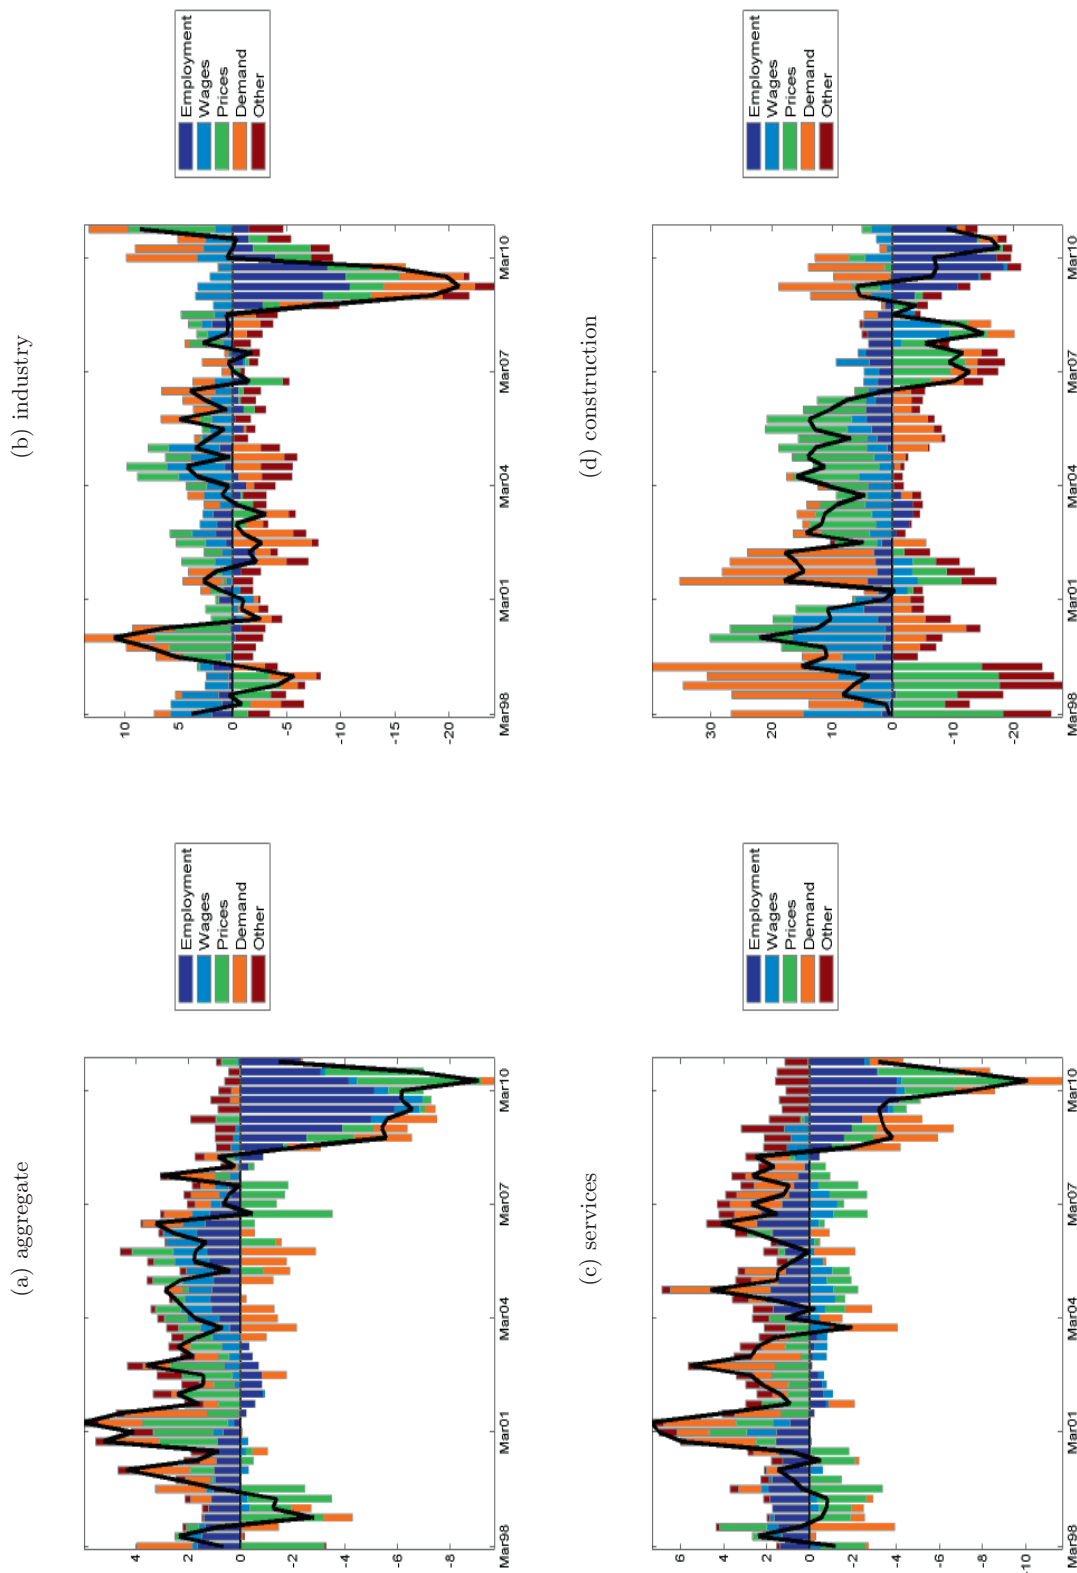 (a) aggregate
4
2
0
-2
-4
-6
-8
Mar98
Mar01
Mar04
Mar07
Mar10
Employment
Wages
Prices
Demand
Other
(b) industry
10
5
0
-5
-10
-15
-20
Mar98
Mar01
Mar04
Mar07
Mar10
Employment
Wages
Prices
Demand
Other
(c) services
6
4
2
0
-2
-4
-6
-8
-10
Mar98
Mar01
Mar04
Mar07
Mar10
Employment
Wages
Prices
Demand
Other
(d) construction
30
20
10
0
-10
-20
Mar98
Mar01
Mar04
Mar07
Mar10
Employment
Wages
Prices
Demand
Other